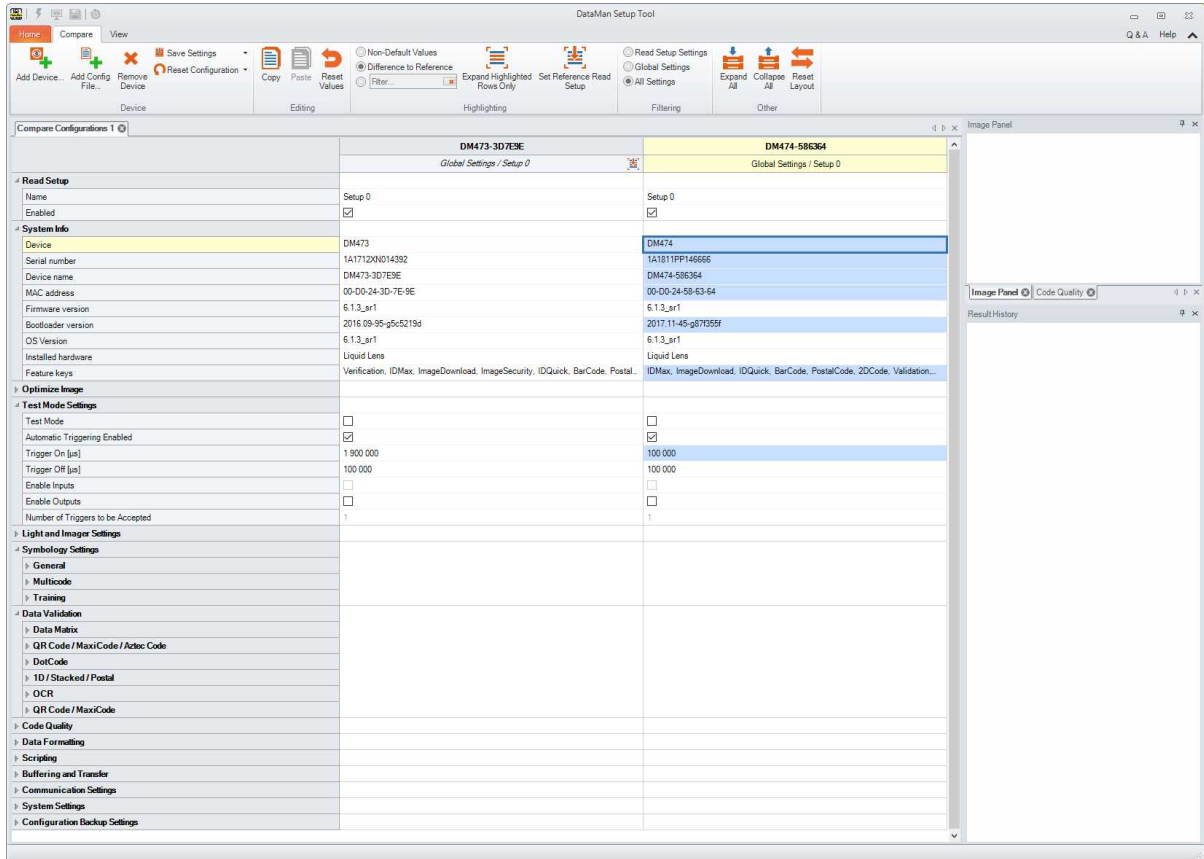 DataMan Setup Tool
Home Compare View Q & A Help
Add Device... Add Config File... Remove Device Save Settings Reset Configuration
Device
Copy Paste Reset Values
Editing
Non-Default Values
Difference to Reference
Filter...
Expand Highlighted Rows Only Set Reference Read Setup
Highlighting
Read Setup Settings
Global Settings
All Settings
Filtering
Expand All Collapse All Reset Layout
Other
Compare Configurations 1
DM473-3D7E9E DM474-586364
Global Settings / Setup 0 Global Settings / Setup 0
Read Setup
Name Setup 0 Setup 0
Enabled
System Info
Device DM473 DM474
Serial number 1A1712XN014392 1A1811PP146666
Device name DM473-3D7E9E DM474-586364
MAC address 00-D0-24-3D-7E-9E 00-D0-24-58-63-64
Firmware version 6.1.3_sr1 6.1.3_sr1
Bootloader version 2016.09-95-g5c5219d 2017.11-45-g87f355f
OS Version 6.1.3_sr1 6.1.3_sr1
Installed hardware Liquid Lens Liquid Lens
Feature keys Verification, IDMax, ImageDownload, ImageSecurity, IDQuick, BarCode, Postal... IDMax, ImageDownload, IDQuick, BarCode, PostalCode, 2DCode, Validation,...
Optimize Image
Test Mode Settings
Test Mode
Automatic Triggering Enabled
Trigger On [µs] 1 900 000 100 000
Trigger Off [µs] 100 000 100 000
Enable Inputs
Enable Outputs
Number of Triggers to be Accepted 1 1
Light and Imager Settings
Symbology Settings
General
Multicode
Training
Data Validation
Data Matrix
QR Code / MaxiCode / Aztec Code
DotCode
1D / Stacked / Postal
OCR
QR Code / MaxiCode
Code Quality
Data Formatting
Scripting
Buffering and Transfer
Communication Settings
System Settings
Configuration Backup Settings
Image Panel
Image Panel Code Quality
Result History